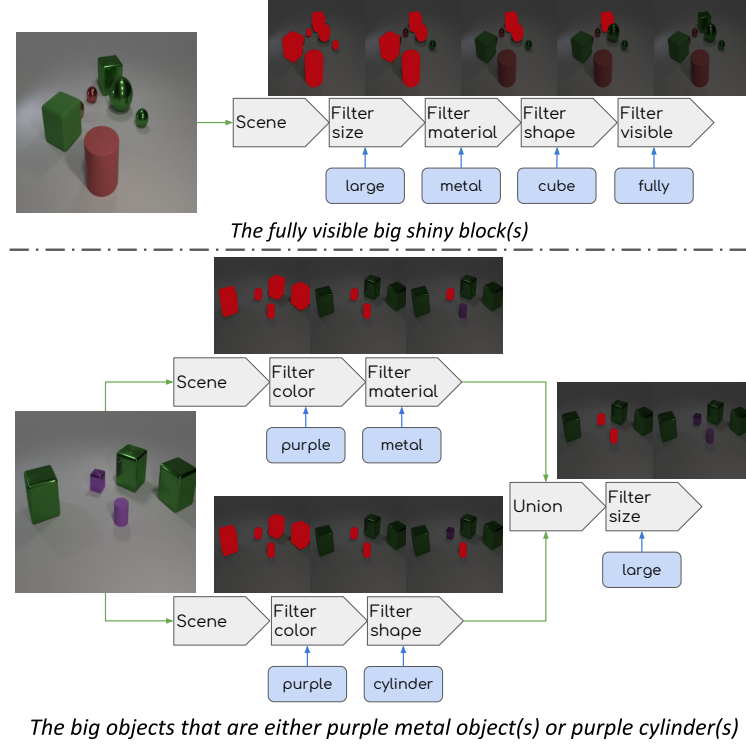 Scene
Filter
size
Filter
material
Filter
shape
Filter
visible
large
metal
cube
fully
The fully visible big shiny block(s)
Scene
Filter
color
Filter
material
purple
metal
Union
Filter
size
large
Scene
Filter
color
Filter
shape
purple
cylinder
The big objects that are either purple metal object(s) or purple cylinder(s)